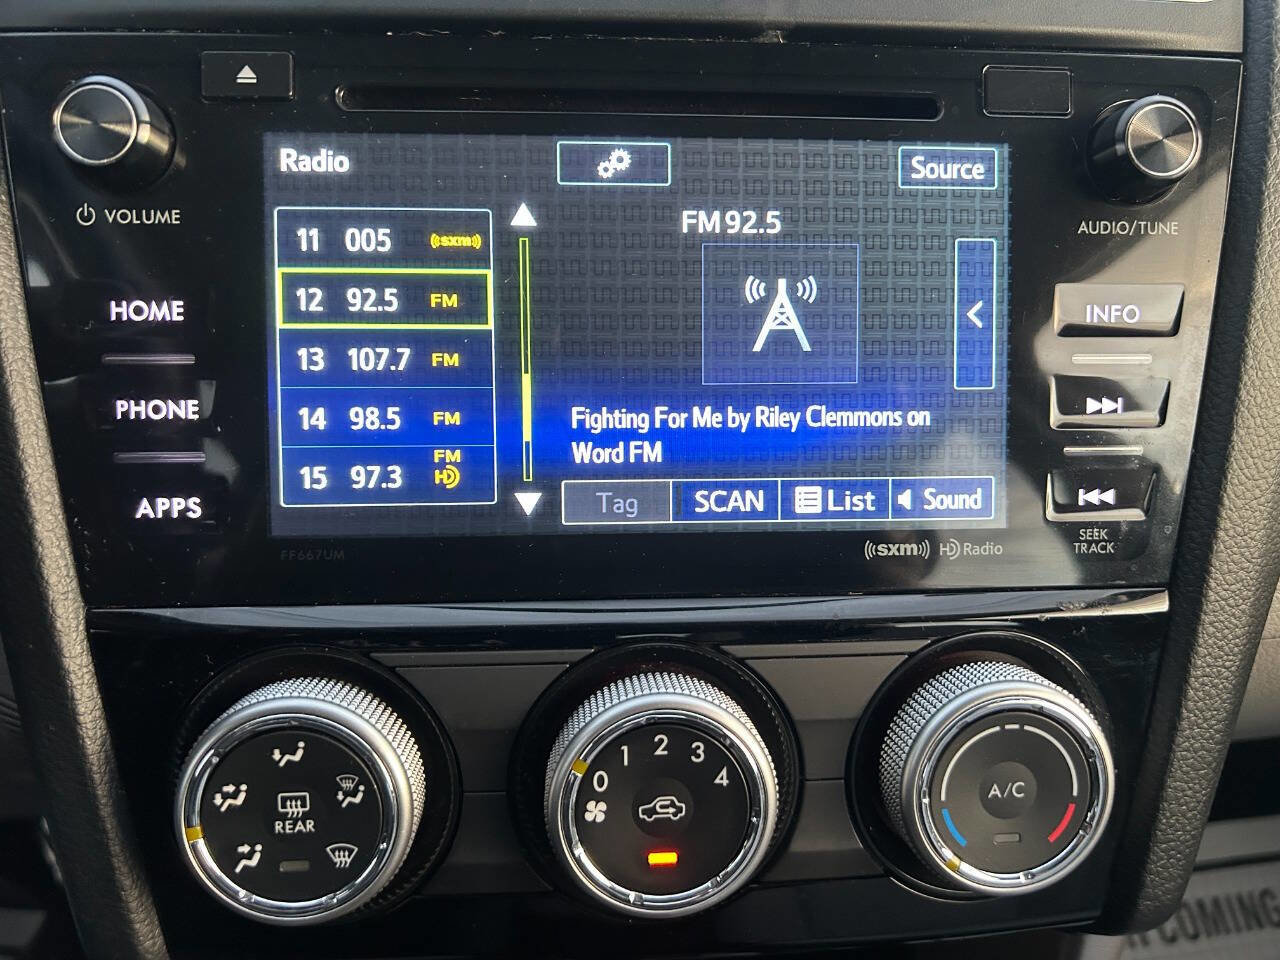 VOLUME
HOME
PHONE
APPS
Radio
Source
FM 92.5
11 005 ((sxm))
12 92.5 FM
13 107.7 FM
14 98.5 FM
15 97.3 FM HD
Fighting For Me by Riley Clemmons on
Word FM
Tag SCAN List Sound
FF667UM
((sxm)) HD Radio
AUDIO/TUNE
INFO
SEEK
TRACK
REAR
0 1 2 3 4
A/C
COMING